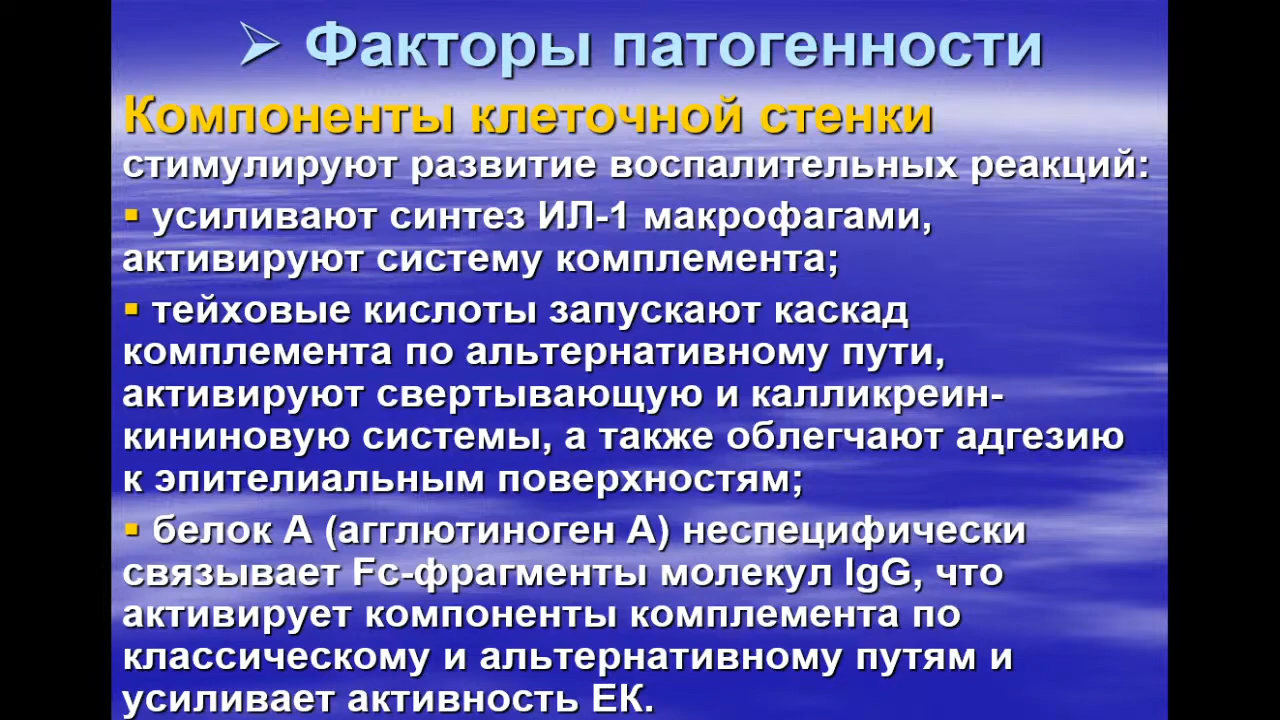 Факторы патогенности
Компоненты клеточной стенки
стимулируют развитие воспалительных реакций:
усиливают синтез ИЛ-1 макрофагами,
активируют систему комплемента;
тейховые кислоты запускают каскад
комплемента по альтернативному пути,
активируют свертывающую и калликреин-
кининовую системы, а также облегчают адгезию
к эпителиальным поверхностям;
белок А (агглютиноген А) неспецифически
связывает Fc-фрагменты молекул IgG, что
активирует компоненты комплемента по
классическому и альтернативному путям и
усиливает активность ЕК.